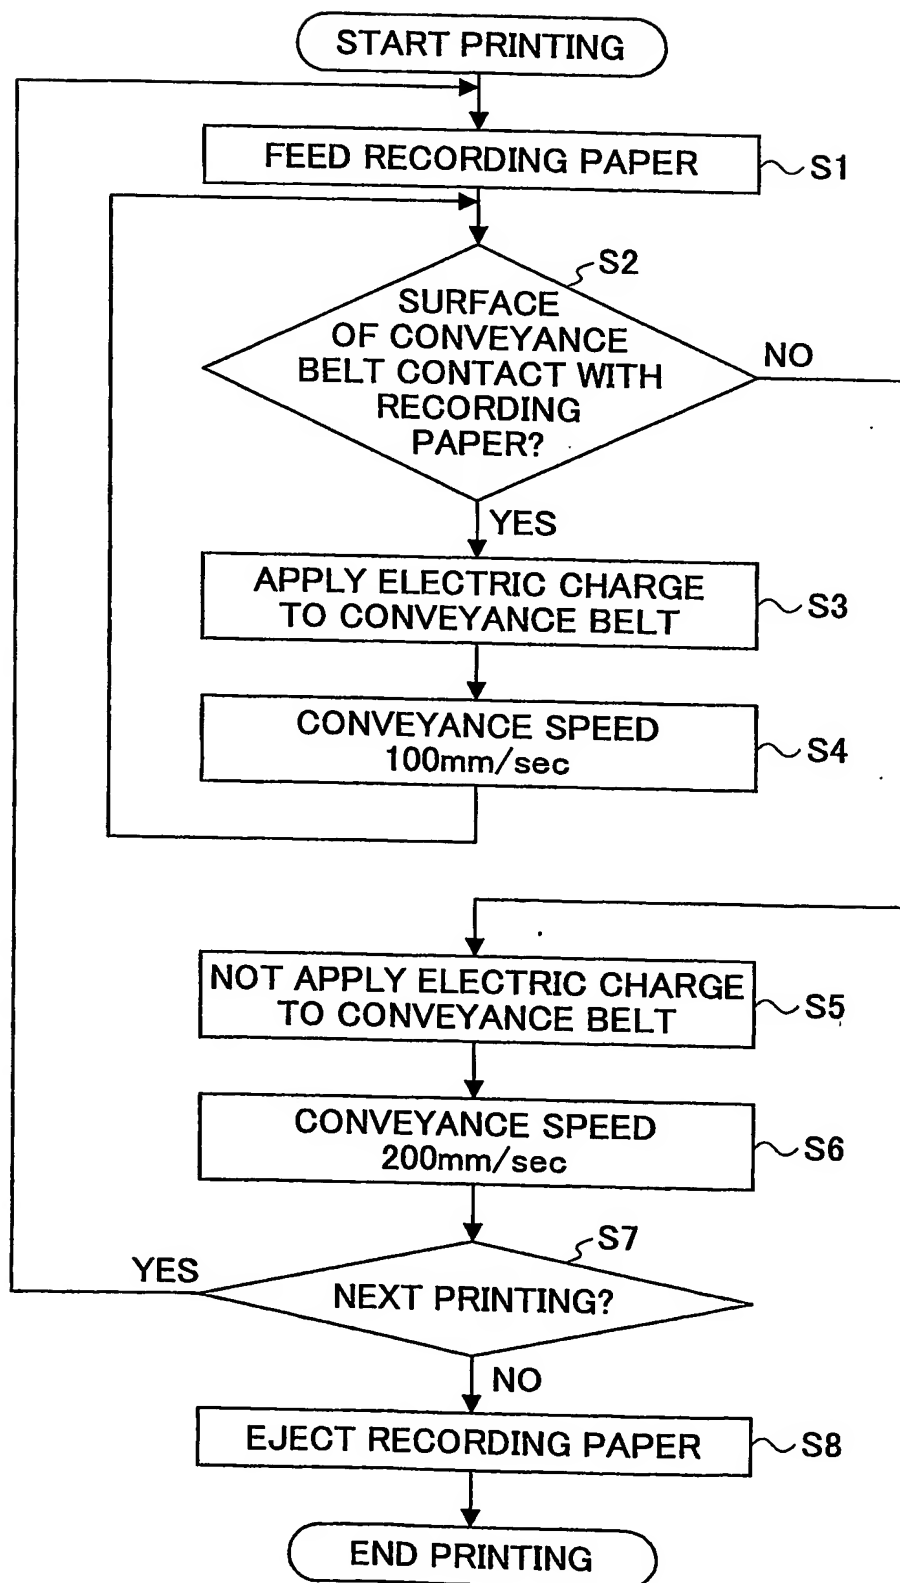 START PRINTING
FEED RECORDING PAPER
S1
S2
SURFACE
OF CONVEYANCE
BELT CONTACT WITH
RECORDING
PAPER?
NO
YES
APPLY ELECTRIC CHARGE
TO CONVEYANCE BELT
S3
CONVEYANCE SPEED
100mm/sec
S4
NOT APPLY ELECTRIC CHARGE
TO CONVEYANCE BELT
S5
CONVEYANCE SPEED
200mm/sec
S6
S7
YES
NEXT PRINTING?
NO
EJECT RECORDING PAPER
S8
END PRINTING